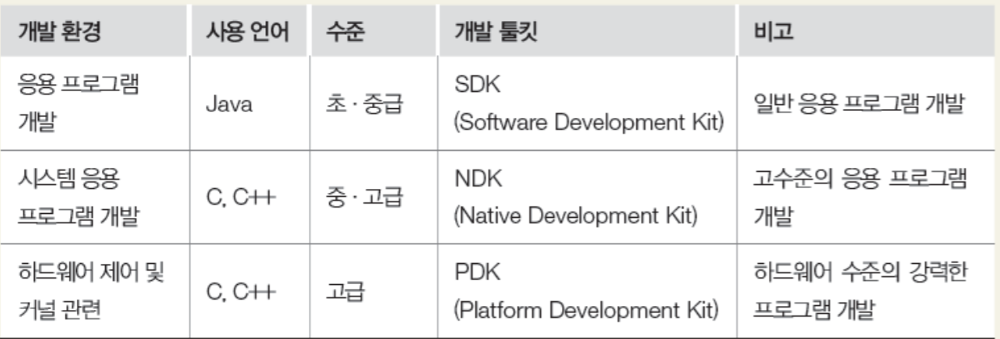 개발 환경 사용 언어 수준 개발 툴킷 비고
응용 프로그램
개발
Java
초 · 중급
SDK
(Software Development Kit)
일반 응용 프로그램 개발
시스템 응용
프로그램 개발
C, C++
중 · 고급
NDK
(Native Development Kit)
고수준의 응용 프로그램
개발
하드웨어 제어 및
커널 관련
C, C++
고급
PDK
(Platform Development Kit)
하드웨어 수준의 강력한
프로그램 개발